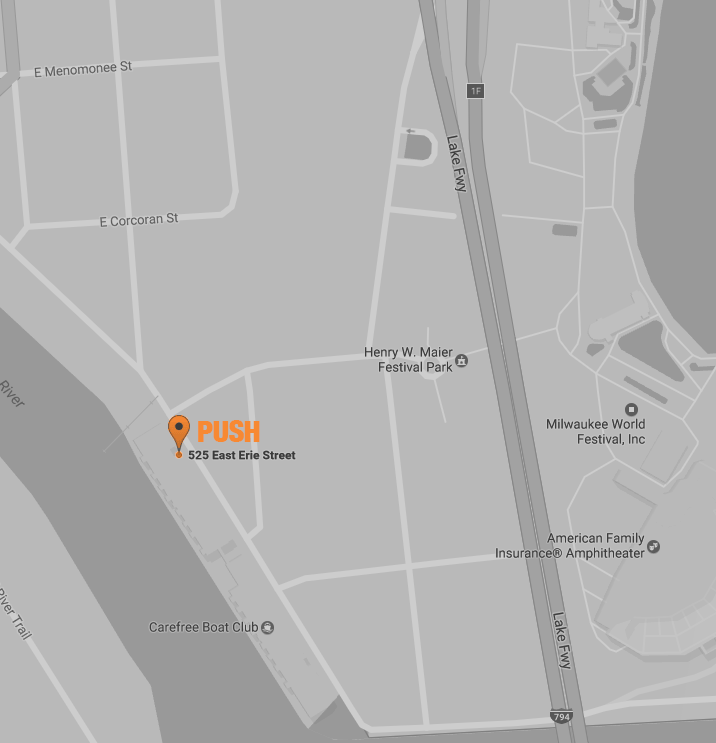 E Menomonee St
1F
Lake Fwy
E Corcoran St
Henry W. Maier
Festival Park
River
Milwaukee World
Festival, Inc
PUSH
525 East Erie Street
American Family
Insurance® Amphitheater
River Trail
Carefree Boat Club
Lake Fwy
794